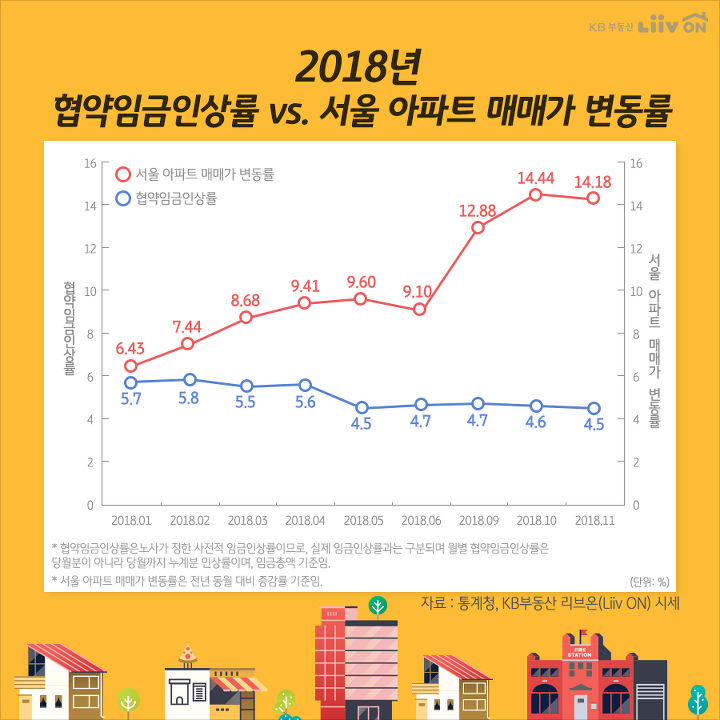 KB 부동산 Liiv ON
2018년
협약임금인상률 vs. 서울 아파트 매매가 변동률
서울 아파트 매매가 변동률
협약임금인상률
협약임금인상률
서울 아파트 매매가 변동률
16 16
14 14
12 12
10 10
8 8
6 6
4 4
2 2
0 0
6.43 7.44 8.68 9.41 9.60 9.10 12.88 14.44 14.18
5.7 5.8 5.5 5.6 4.5 4.7 4.7 4.6 4.5
2018.01 2018.02 2018.03 2018.04 2018.05 2018.06 2018.09 2018.10 2018.11
* 협약임금인상률은노사가 정한 사전적 임금인상률이므로, 실제 임금인상률과는 구분되며 월별 협약임금인상률은
당월분이 아니라 당월까지 누계분 인상률이며, 임금총액 기준임.
* 서울 아파트 매매가 변동률은 전년 동월 대비 증감률 기준임.
(단위: %)
자료 : 통계청, KB부동산 리브온(Liiv ON) 시세
FIRE
STATION